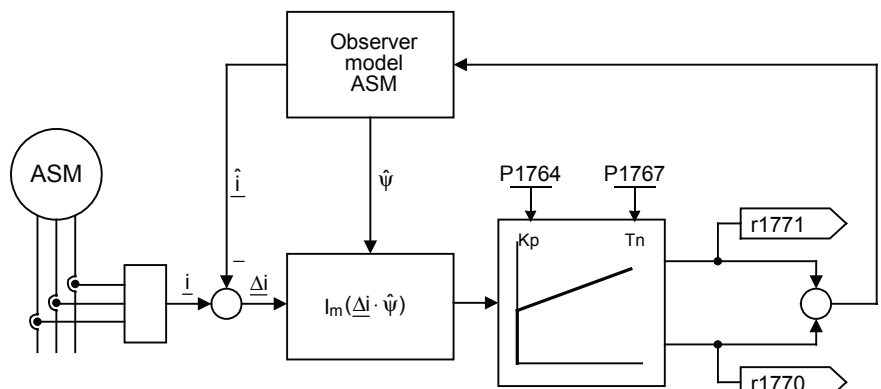 Observer
model
ASM
ASM
î
ψ̂
P1764
P1767
Kp
Tn
r1771
–
i
Δi
Im(Δi · ψ̂)
r1770